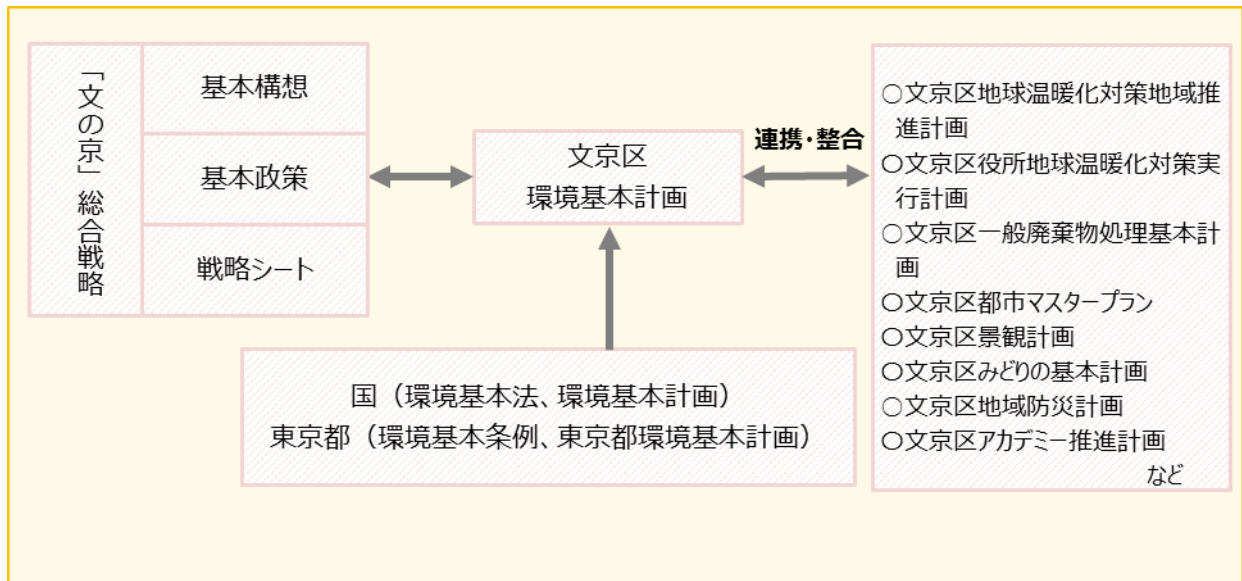 「文の京」総合戦略
基本構想
基本政策
戦略シート
文京区
環境基本計画
連携・整合
国（環境基本法、環境基本計画）
東京都（環境基本条例、東京都環境基本計画）
○文京区地球温暖化対策地域推
進計画
○文京区役所地球温暖化対策実
行計画
○文京区一般廃棄物処理基本計
画
○文京区都市マスタープラン
○文京区景観計画
○文京区みどりの基本計画
○文京区地域防災計画
○文京区アカデミー推進計画
など